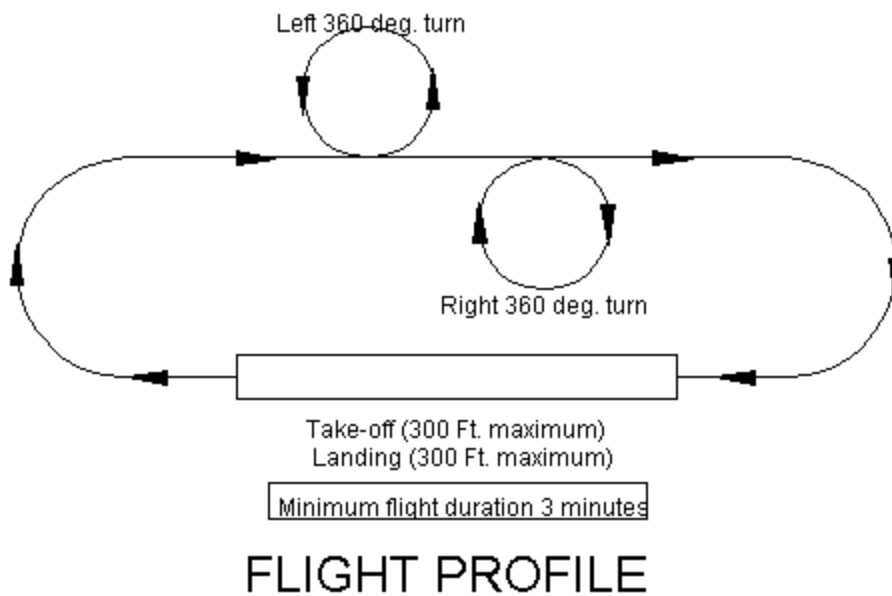 Left 360 deg. turn
Right 360 deg. turn
Take-off (300 Ft. maximum)
Landing (300 Ft. maximum)
Minimum flight duration 3 minutes
FLIGHT PROFILE